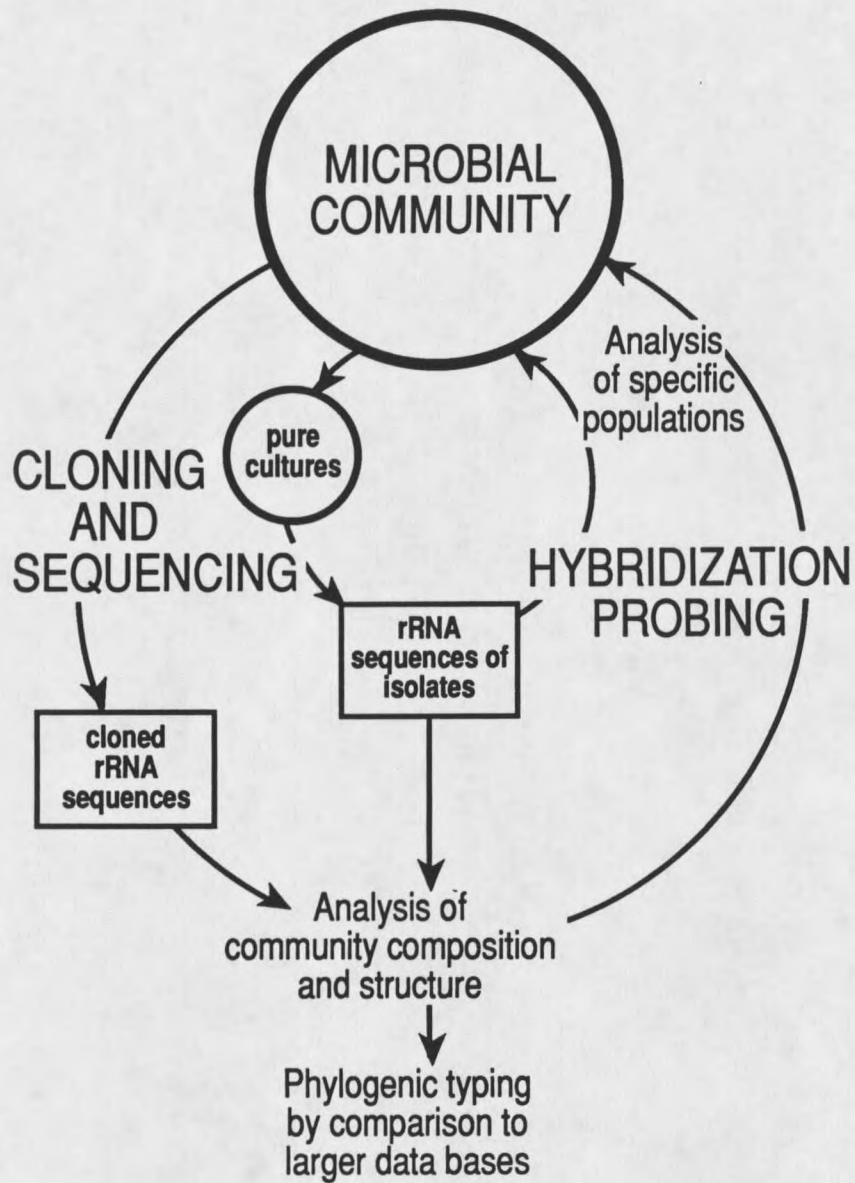 MICROBIAL
COMMUNITY
Analysis
of specific
populations
pure
cultures
CLONING
AND
SEQUENCING
HYBRIDIZATION
PROBING
rRNA
sequences of
isolates
cloned
rRNA
sequences
Analysis of
community composition
and structure
Phylogenic typing
by comparison to
larger data bases